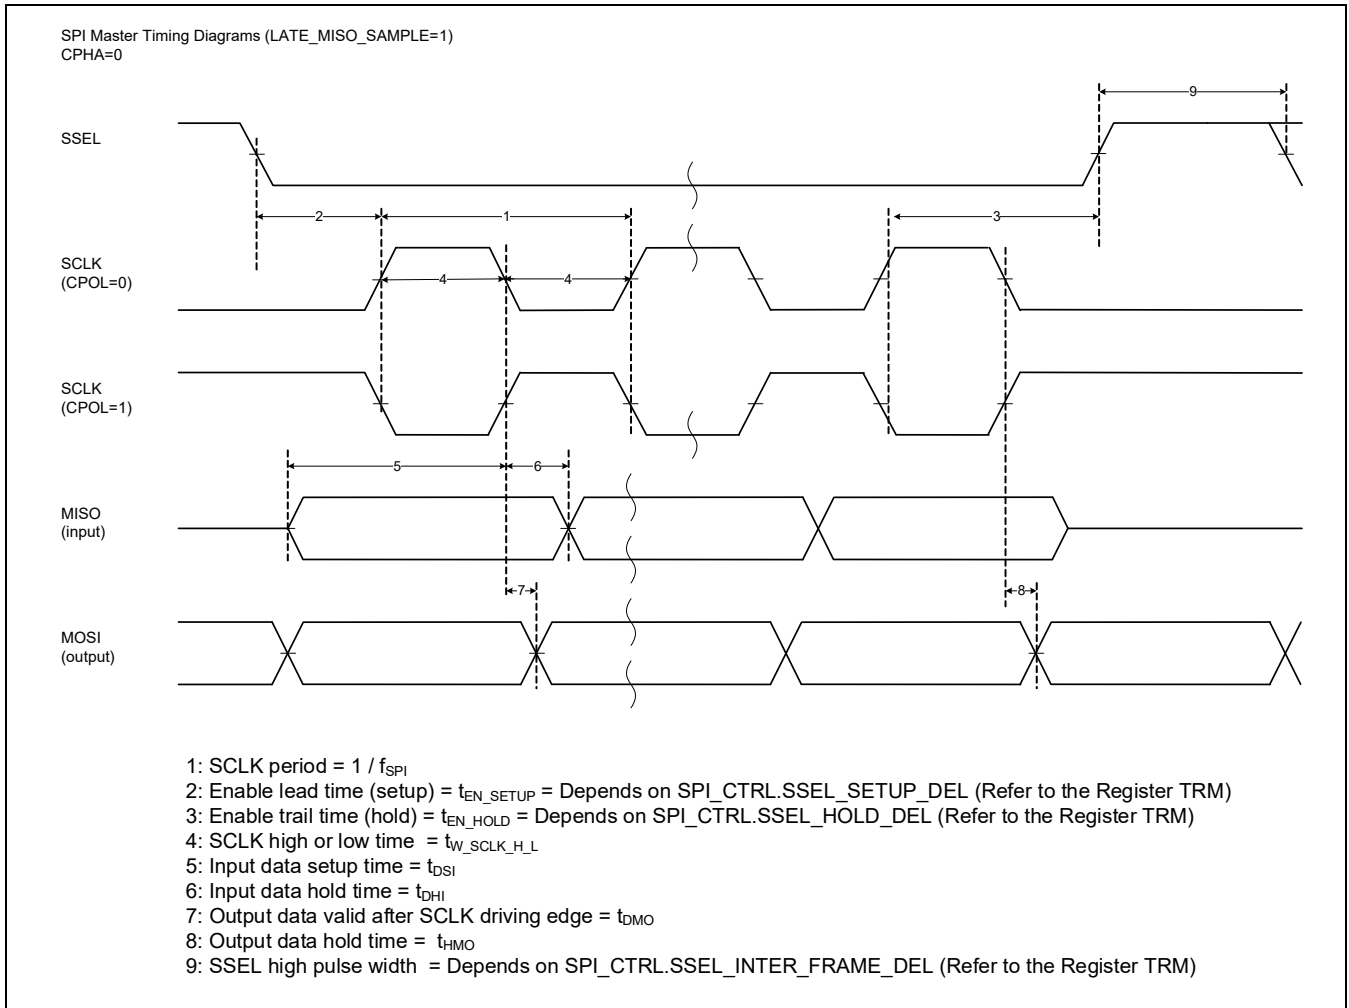 SPI Master Timing Diagrams (LATE_MISO_SAMPLE=1)
CPHA=0
9
SSEL
2
1
3
SCLK
(CPOL=0)
4
4
SCLK
(CPOL=1)
5
6
MISO
(input)
7
8
MOSI
(output)
1: SCLK period = 1 / fSPI
2: Enable lead time (setup) = tEN_SETUP = Depends on SPI_CTRL.SSEL_SETUP_DEL (Refer to the Register TRM)
3: Enable trail time (hold) = tEN_HOLD = Depends on SPI_CTRL.SSEL_HOLD_DEL (Refer to the Register TRM)
4: SCLK high or low time = tW_SCLK_H_L
5: Input data setup time = tDSI
6: Input data hold time = tDHI
7: Output data valid after SCLK driving edge = tDMO
8: Output data hold time = tHMO
9: SSEL high pulse width = Depends on SPI_CTRL.SSEL_INTER_FRAME_DEL (Refer to the Register TRM)